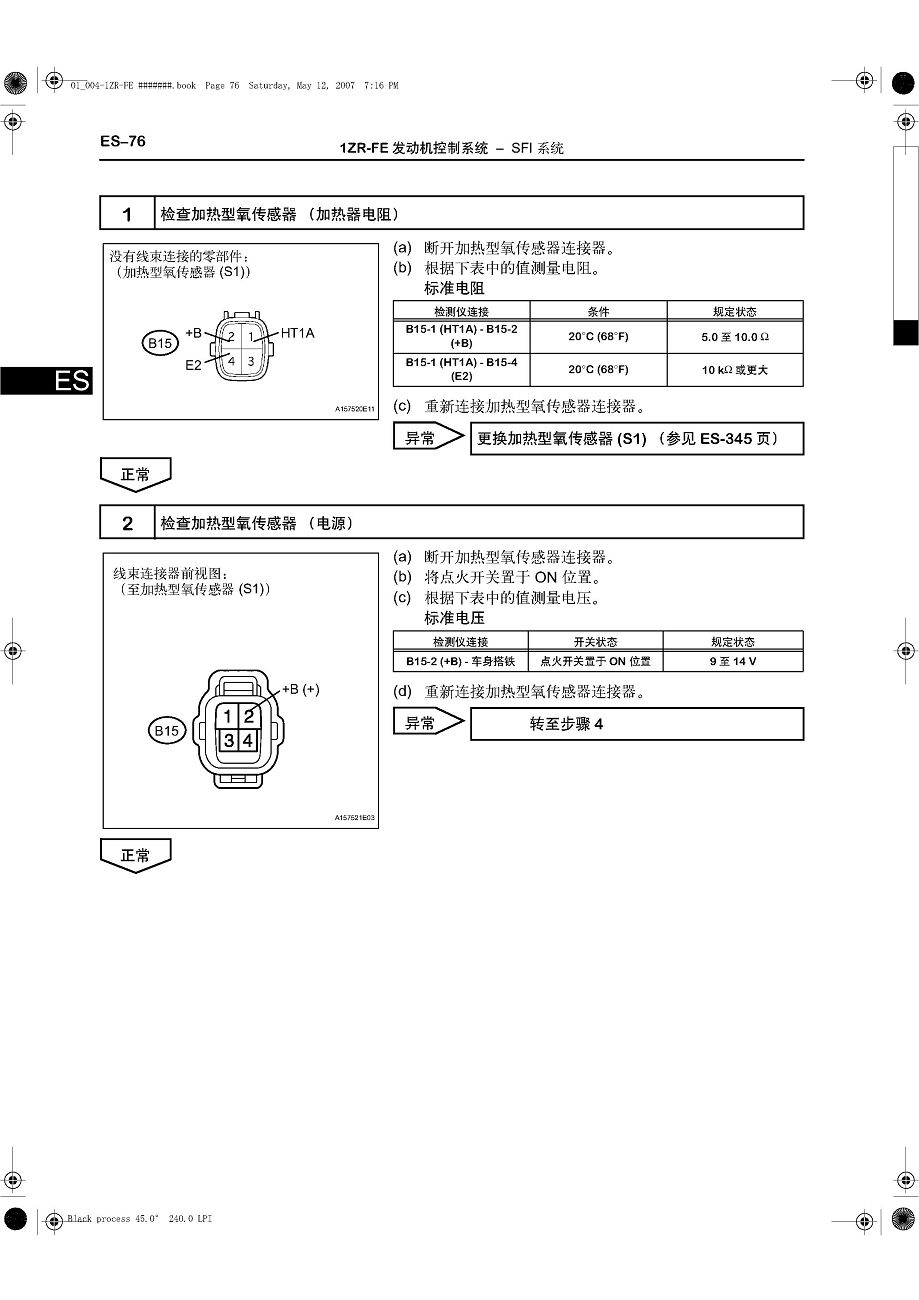 01_004-1ZR-FE #######.book Page 76 Saturday, May 12, 2007 7:16 PM
ES–76
1ZR-FE 发动机控制系统 – SFI 系统
1 检查加热型氧传感器 (加热器电阻)
没有线束连接的零部件:
(加热型氧传感器 (S1))
+B 2 1 HT1A
B15
E2 4 3
A157520E11
(a) 断开加热型氧传感器连接器。
(b) 根据下表中的值测量电阻。
标准电阻
检测仪连接 条件 规定状态
B15-1 (HT1A) - B15-2
(+B) 20°C (68°F) 5.0 至 10.0 Ω
B15-1 (HT1A) - B15-4
(E2) 20°C (68°F) 10 kΩ 或更大
(c) 重新连接加热型氧传感器连接器。
异常 更换加热型氧传感器 (S1) (参见 ES-345 页)
ES
正常
2 检查加热型氧传感器 (电源)
线束连接器前视图:
(至加热型氧传感器 (S1))
+B (+)
1 2
B15
3 4
A157521E03
(a) 断开加热型氧传感器连接器。
(b) 将点火开关置于 ON 位置。
(c) 根据下表中的值测量电压。
标准电压
检测仪连接 开关状态 规定状态
B15-2 (+B) - 车身搭铁 点火开关置于 ON 位置 9 至 14 V
(d) 重新连接加热型氧传感器连接器。
异常 转至步骤 4
正常
Black process 45.0° 240.0 LPI